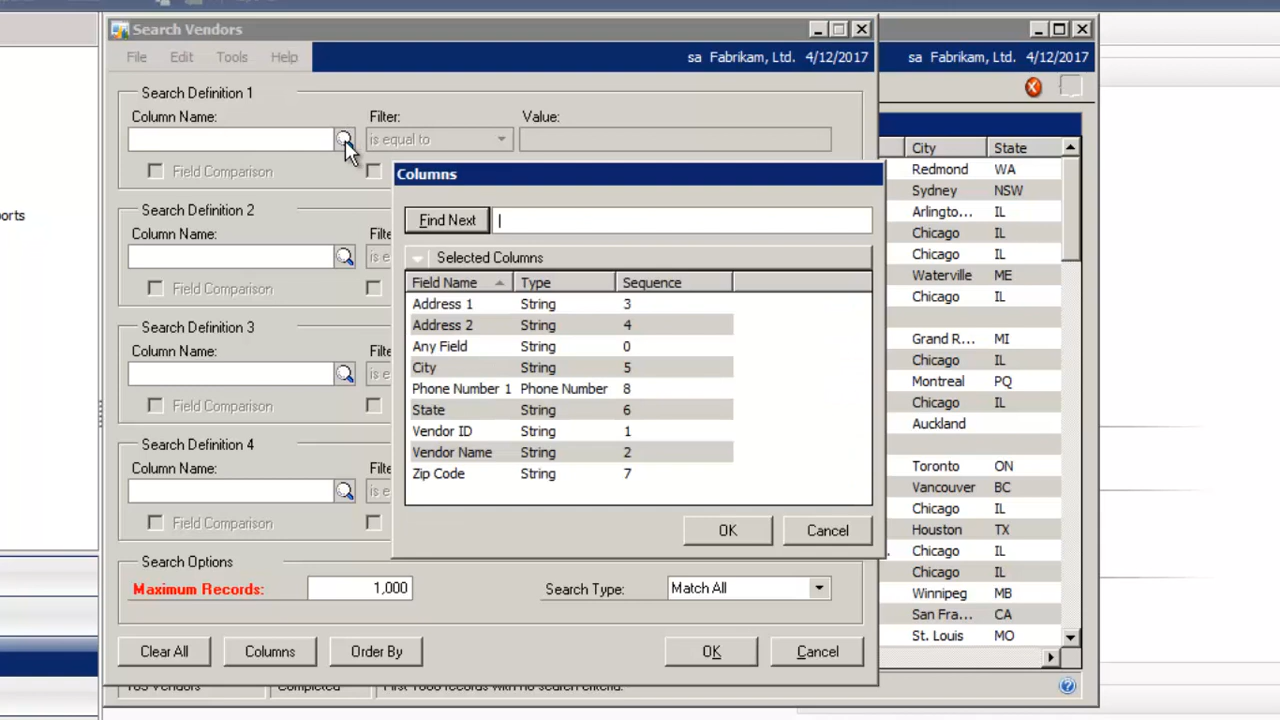 Search Vendors
File Edit Tools Help
sa Fabrikam, Ltd. 4/12/2017
sa Fabrikam, Ltd. 4/12/2017
Search Definition 1
Column Name:
Filter:
Value:
is equal to
Field Comparison
Search Definition 2
Column Name:
Filte
is e
Field Comparison
Search Definition 3
Column Name:
Filte
is e
Field Comparison
Search Definition 4
Column Name:
Filte
is e
Field Comparison
Search Options
Maximum Records: 1,000
Search Type: Match All
Clear All Columns Order By OK Cancel
Columns
Find Next
Selected Columns
Field Name Type Sequence
Address 1 String 3
Address 2 String 4
Any Field String 0
City String 5
Phone Number 1 Phone Number 8
State String 6
Vendor ID String 1
Vendor Name String 2
Zip Code String 7
OK Cancel
City State
Redmond WA
Sydney NSW
Arlingto... IL
Chicago IL
Chicago IL
Waterville ME
Chicago IL
Grand R... MI
Chicago IL
Montreal PQ
Chicago IL
Auckland
Toronto ON
Vancouver BC
Chicago IL
Houston TX
Chicago IL
Chicago IL
Winnipeg MB
San Fra... CA
St. Louis MO
orts
Vendors
Completed
First 1000 records with no search criteria.